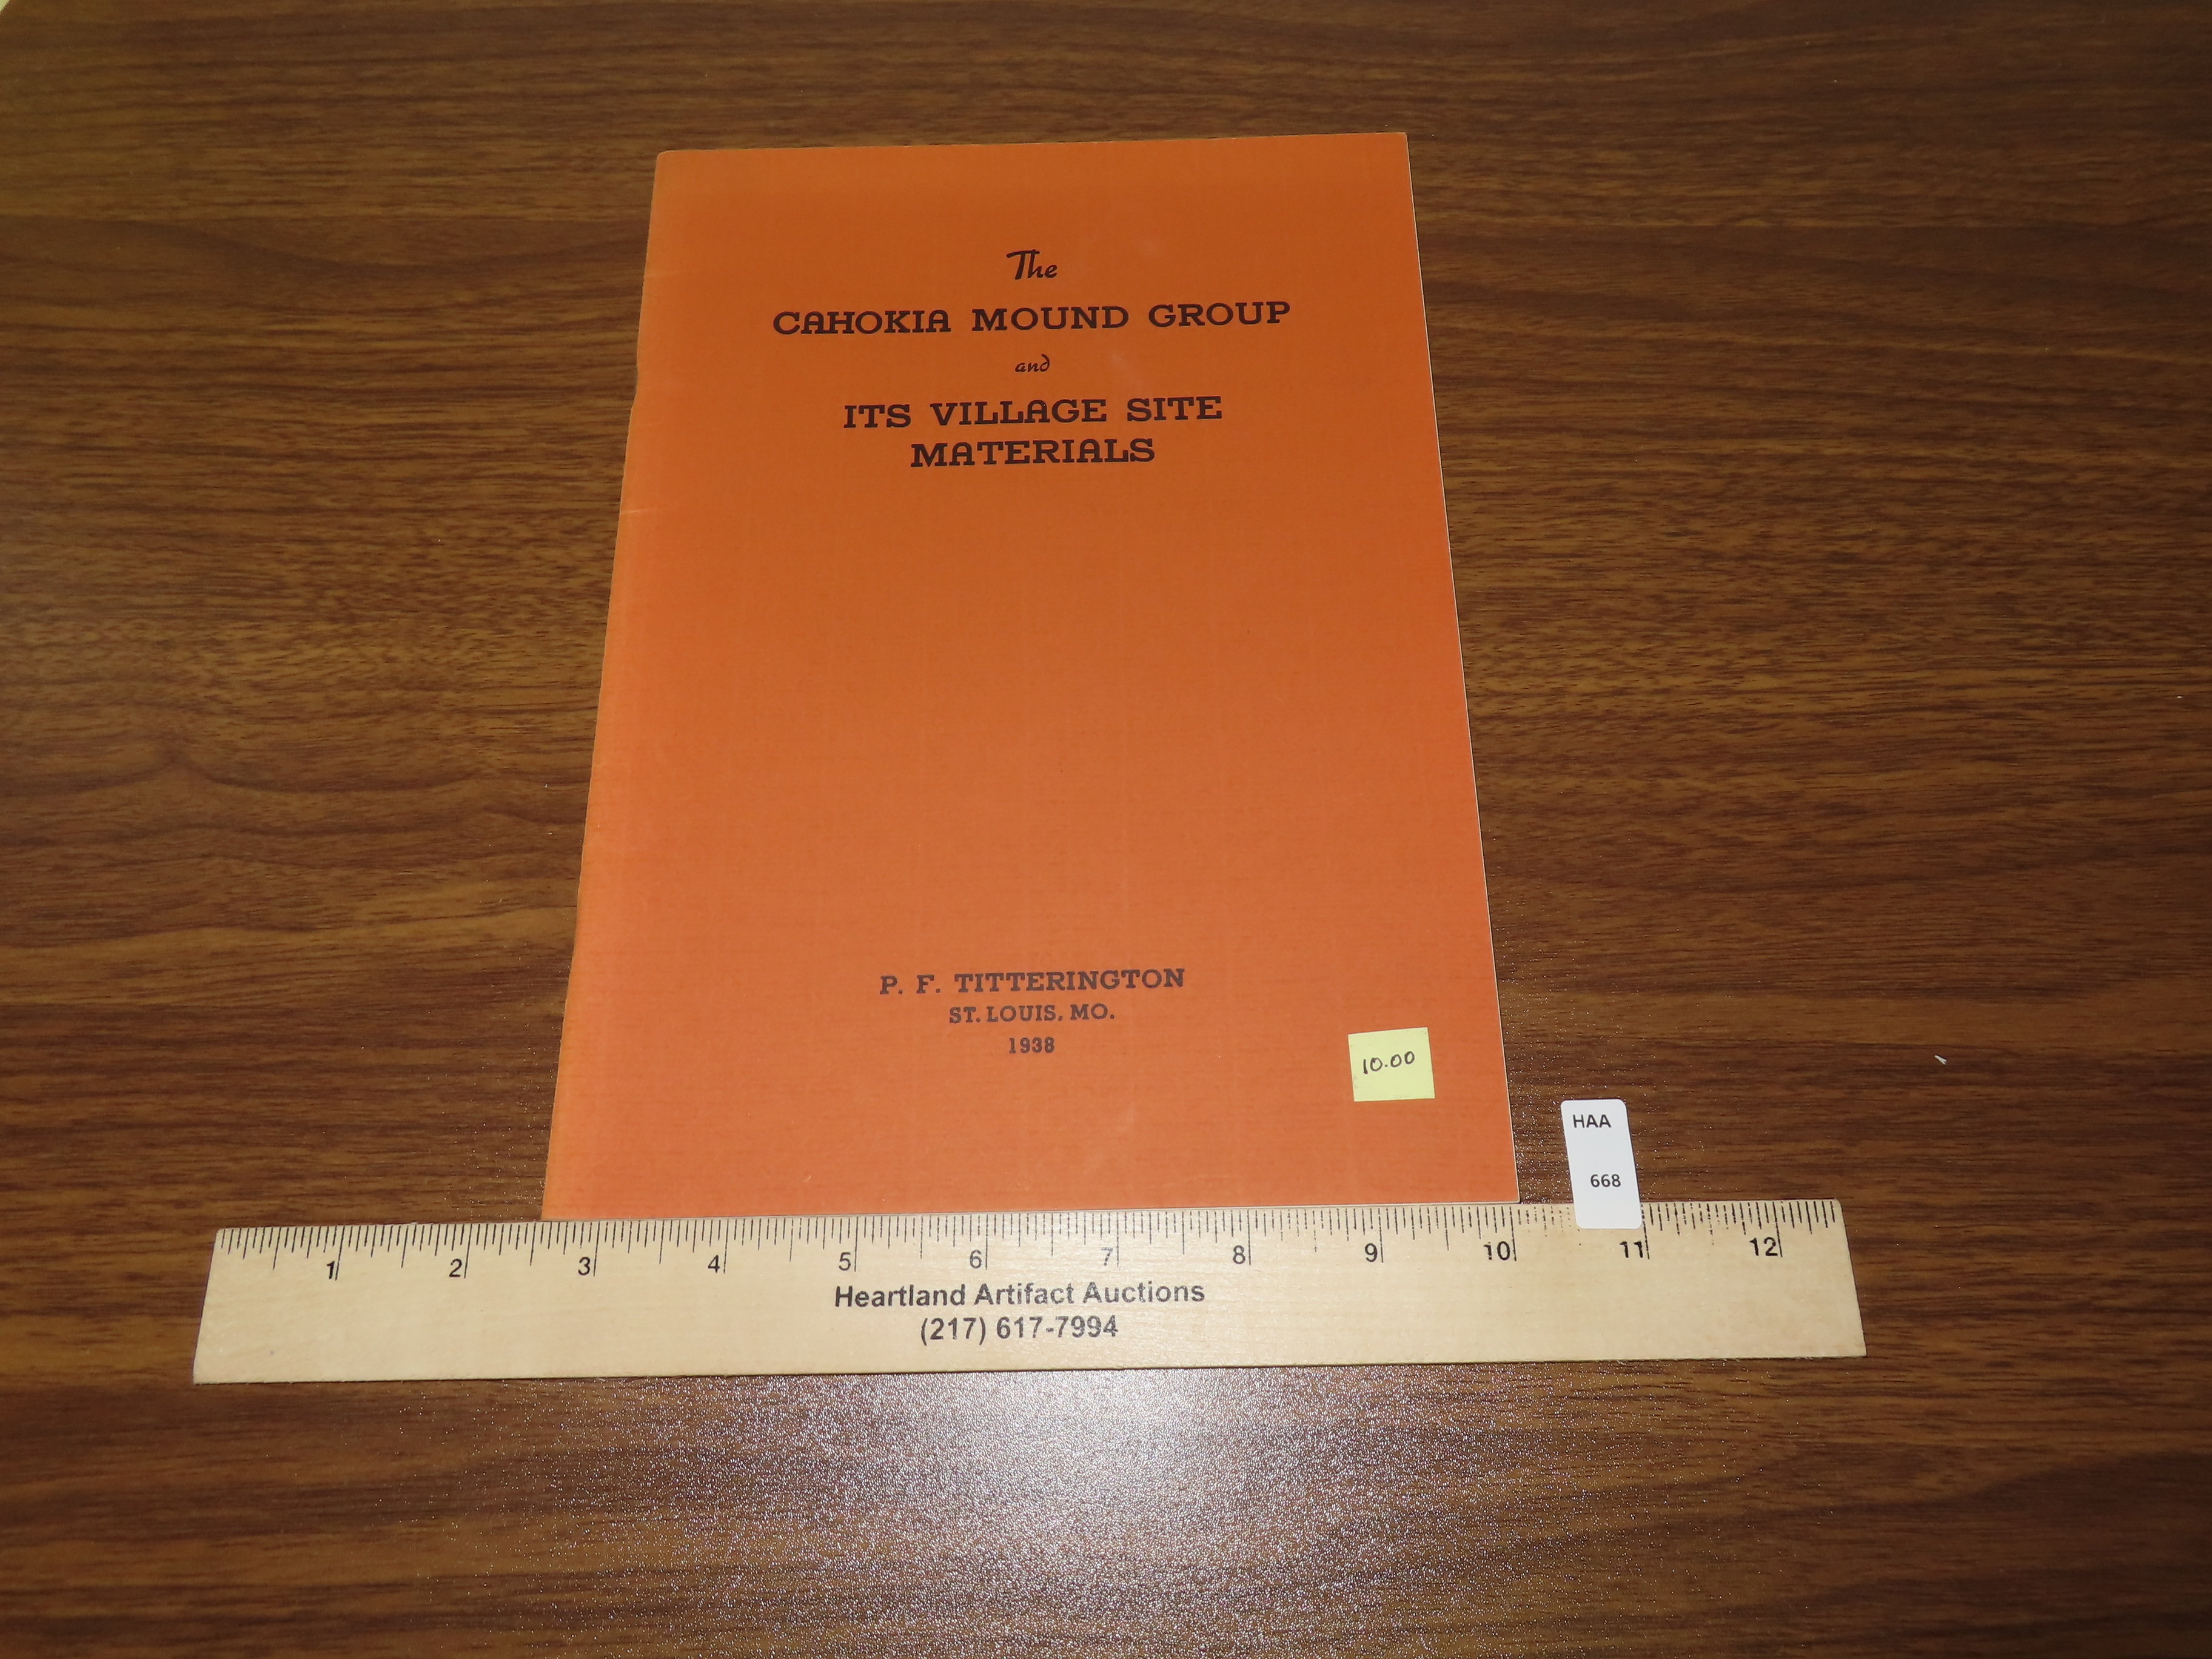 The
CAHOKIA MOUND GROUP
and
ITS VILLAGE SITE
MATERIALS
P. F. TITTERINGTON
ST. LOUIS, MO.
1938
10.00
HAA
668
1 2 3 4 5 6 7 8 9 10 11 12
Heartland Artifact Auctions
(217) 617-7994